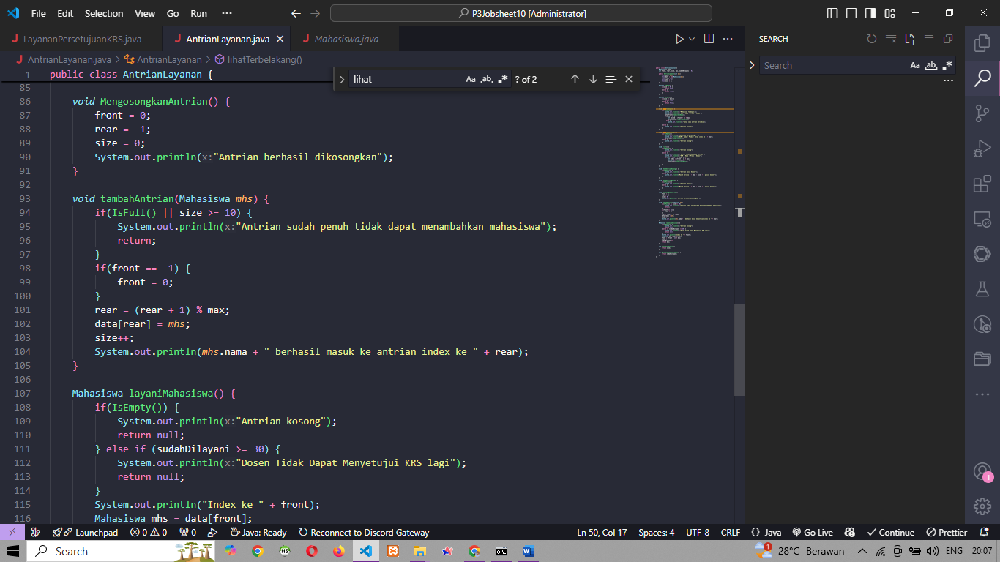 File Edit Selection View Go Run ··· P3Jobsheet10 [Administrator]
LayananPersetujuanKRS.java AntrianLayanan.java Mahasiswa.java
AntrianLayanan.java > AntrianLayanan > lihatTerbelakang()
1 public class AntrianLayanan {
lihat Aa ab ? of 2
85
86 void MengosongkanAntrian() {
87 front = 0;
88 rear = -1;
89 size = 0;
90 System.out.println(x:"Antrian berhasil dikosongkan");
91 }
92
93 void tambahAntrian(Mahasiswa mhs) {
94 if(IsFull() || size >= 10) {
95 System.out.println(x:"Antrian sudah penuh tidak dapat menambahkan mahasiswa");
96 return;
97 }
98 if(front == -1) {
99 front = 0;
100 }
101 rear = (rear + 1) % max;
102 data[rear] = mhs;
103 size++;
104 System.out.println(mhs.nama + " berhasil masuk ke antrian index ke " + rear);
105 }
106
107 Mahasiswa layaniMahasiswa() {
108 if(IsEmpty()) {
109 System.out.println(x:"Antrian kosong");
110 return null;
111 } else if (sudahDilayani >= 30) {
112 System.out.println(x:"Dosen Tidak Dapat Menyetujui KRS lagi");
113 return null;
114 }
115 System.out.println("Index ke " + front);
116 Mahasiswa mhs = data[front];
SEARCH
Search Aa ab
1
Launchpad 0 0 0 Java: Ready Reconnect to Discord Gateway Ln 50, Col 17 Spaces: 4 UTF-8 CRLF {} Java Go Live Continue Prettier
Search 1 28°C Berawan ENG 20:07